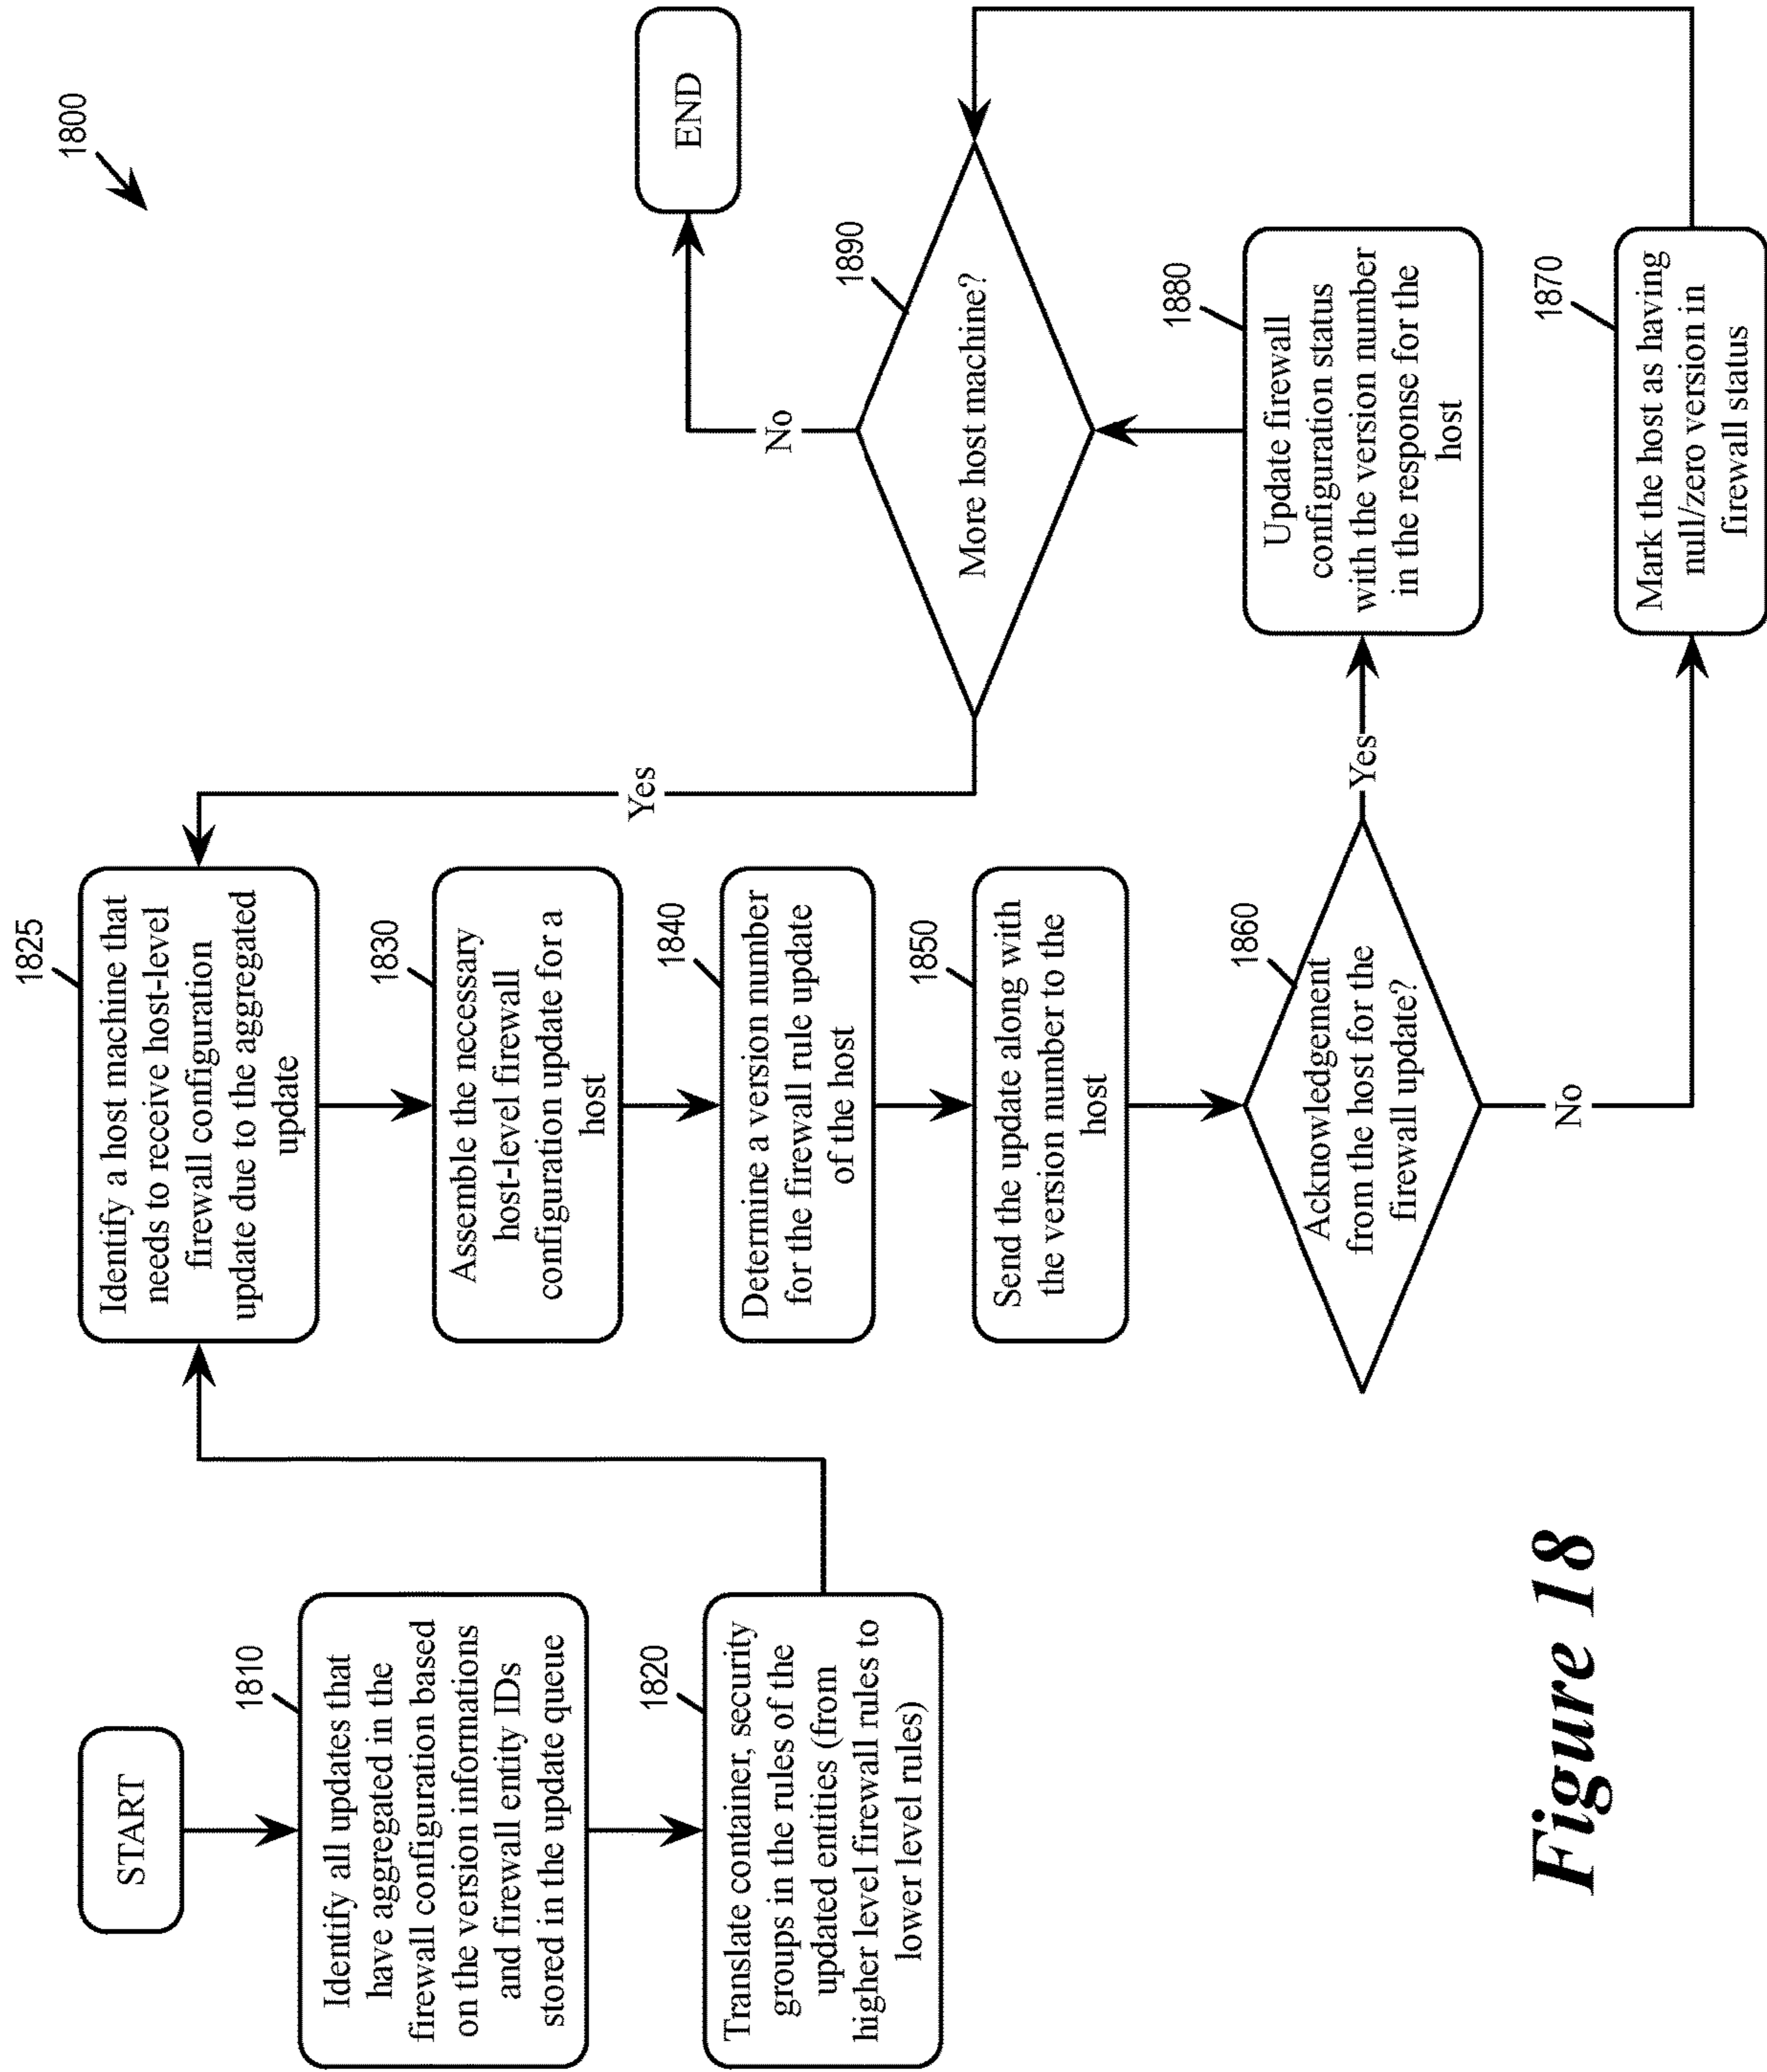 1800
START
1810
Identify all updates that
have aggregated in the
firewall configuration based
on the version informations
and firewall entity IDs
stored in the update queue
1820
Translate container, security
groups in the rules of the
updated entities (from
higher level firewall rules to
lower level rules)
1825
Identify a host machine that
needs to receive host-level
firewall configuration
update due to the aggregated
update
1830
Assemble the necessary
host-level firewall
configuration update for a
host
1840
Determine a version number
for the firewall rule update
of the host
1850
Send the update along with
the version number to the
host
1860
Acknowledgement
from the host for the
firewall update?
Yes
No
1870
Mark the host as having
null/zero version in
firewall status
1880
Update firewall
configuration status
with the version number
in the response for the
host
1890
More host machine?
Yes
No
END
Figure 18